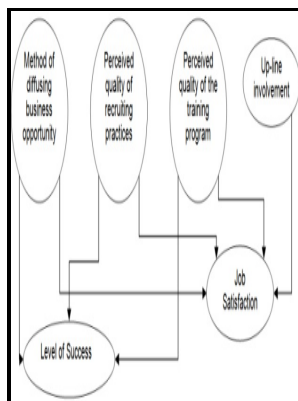 Method of
diffusing
business
opportunity
Perceived
quality of
recruiting
practices
Perceived
quality of the
training
program
Up-line
involvement
Job
Satisfaction
Level of Success